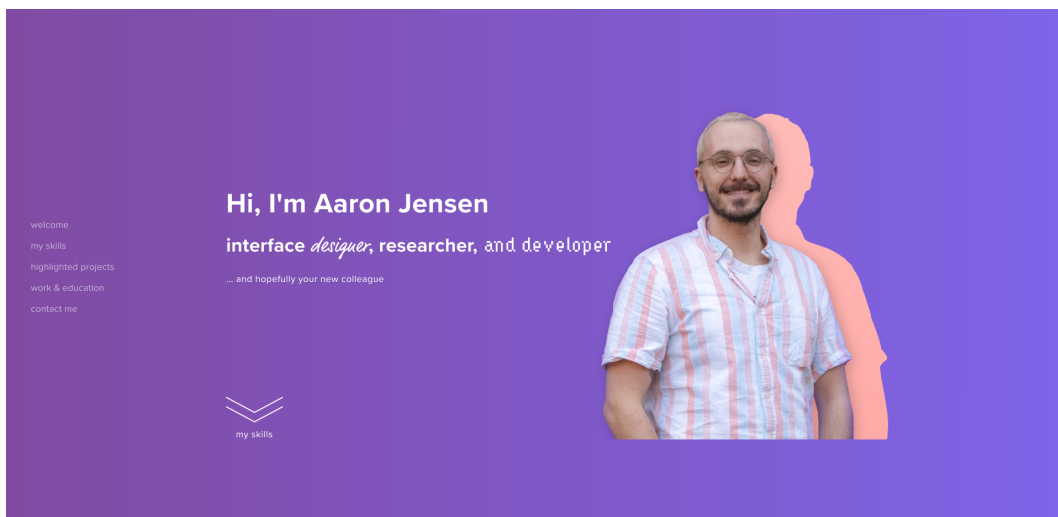 Hi, I'm Aaron Jensen
interface designer, researcher, and developer
... and hopefully your new colleague
welcome
my skills
highlighted projects
work & education
contact me
my skills